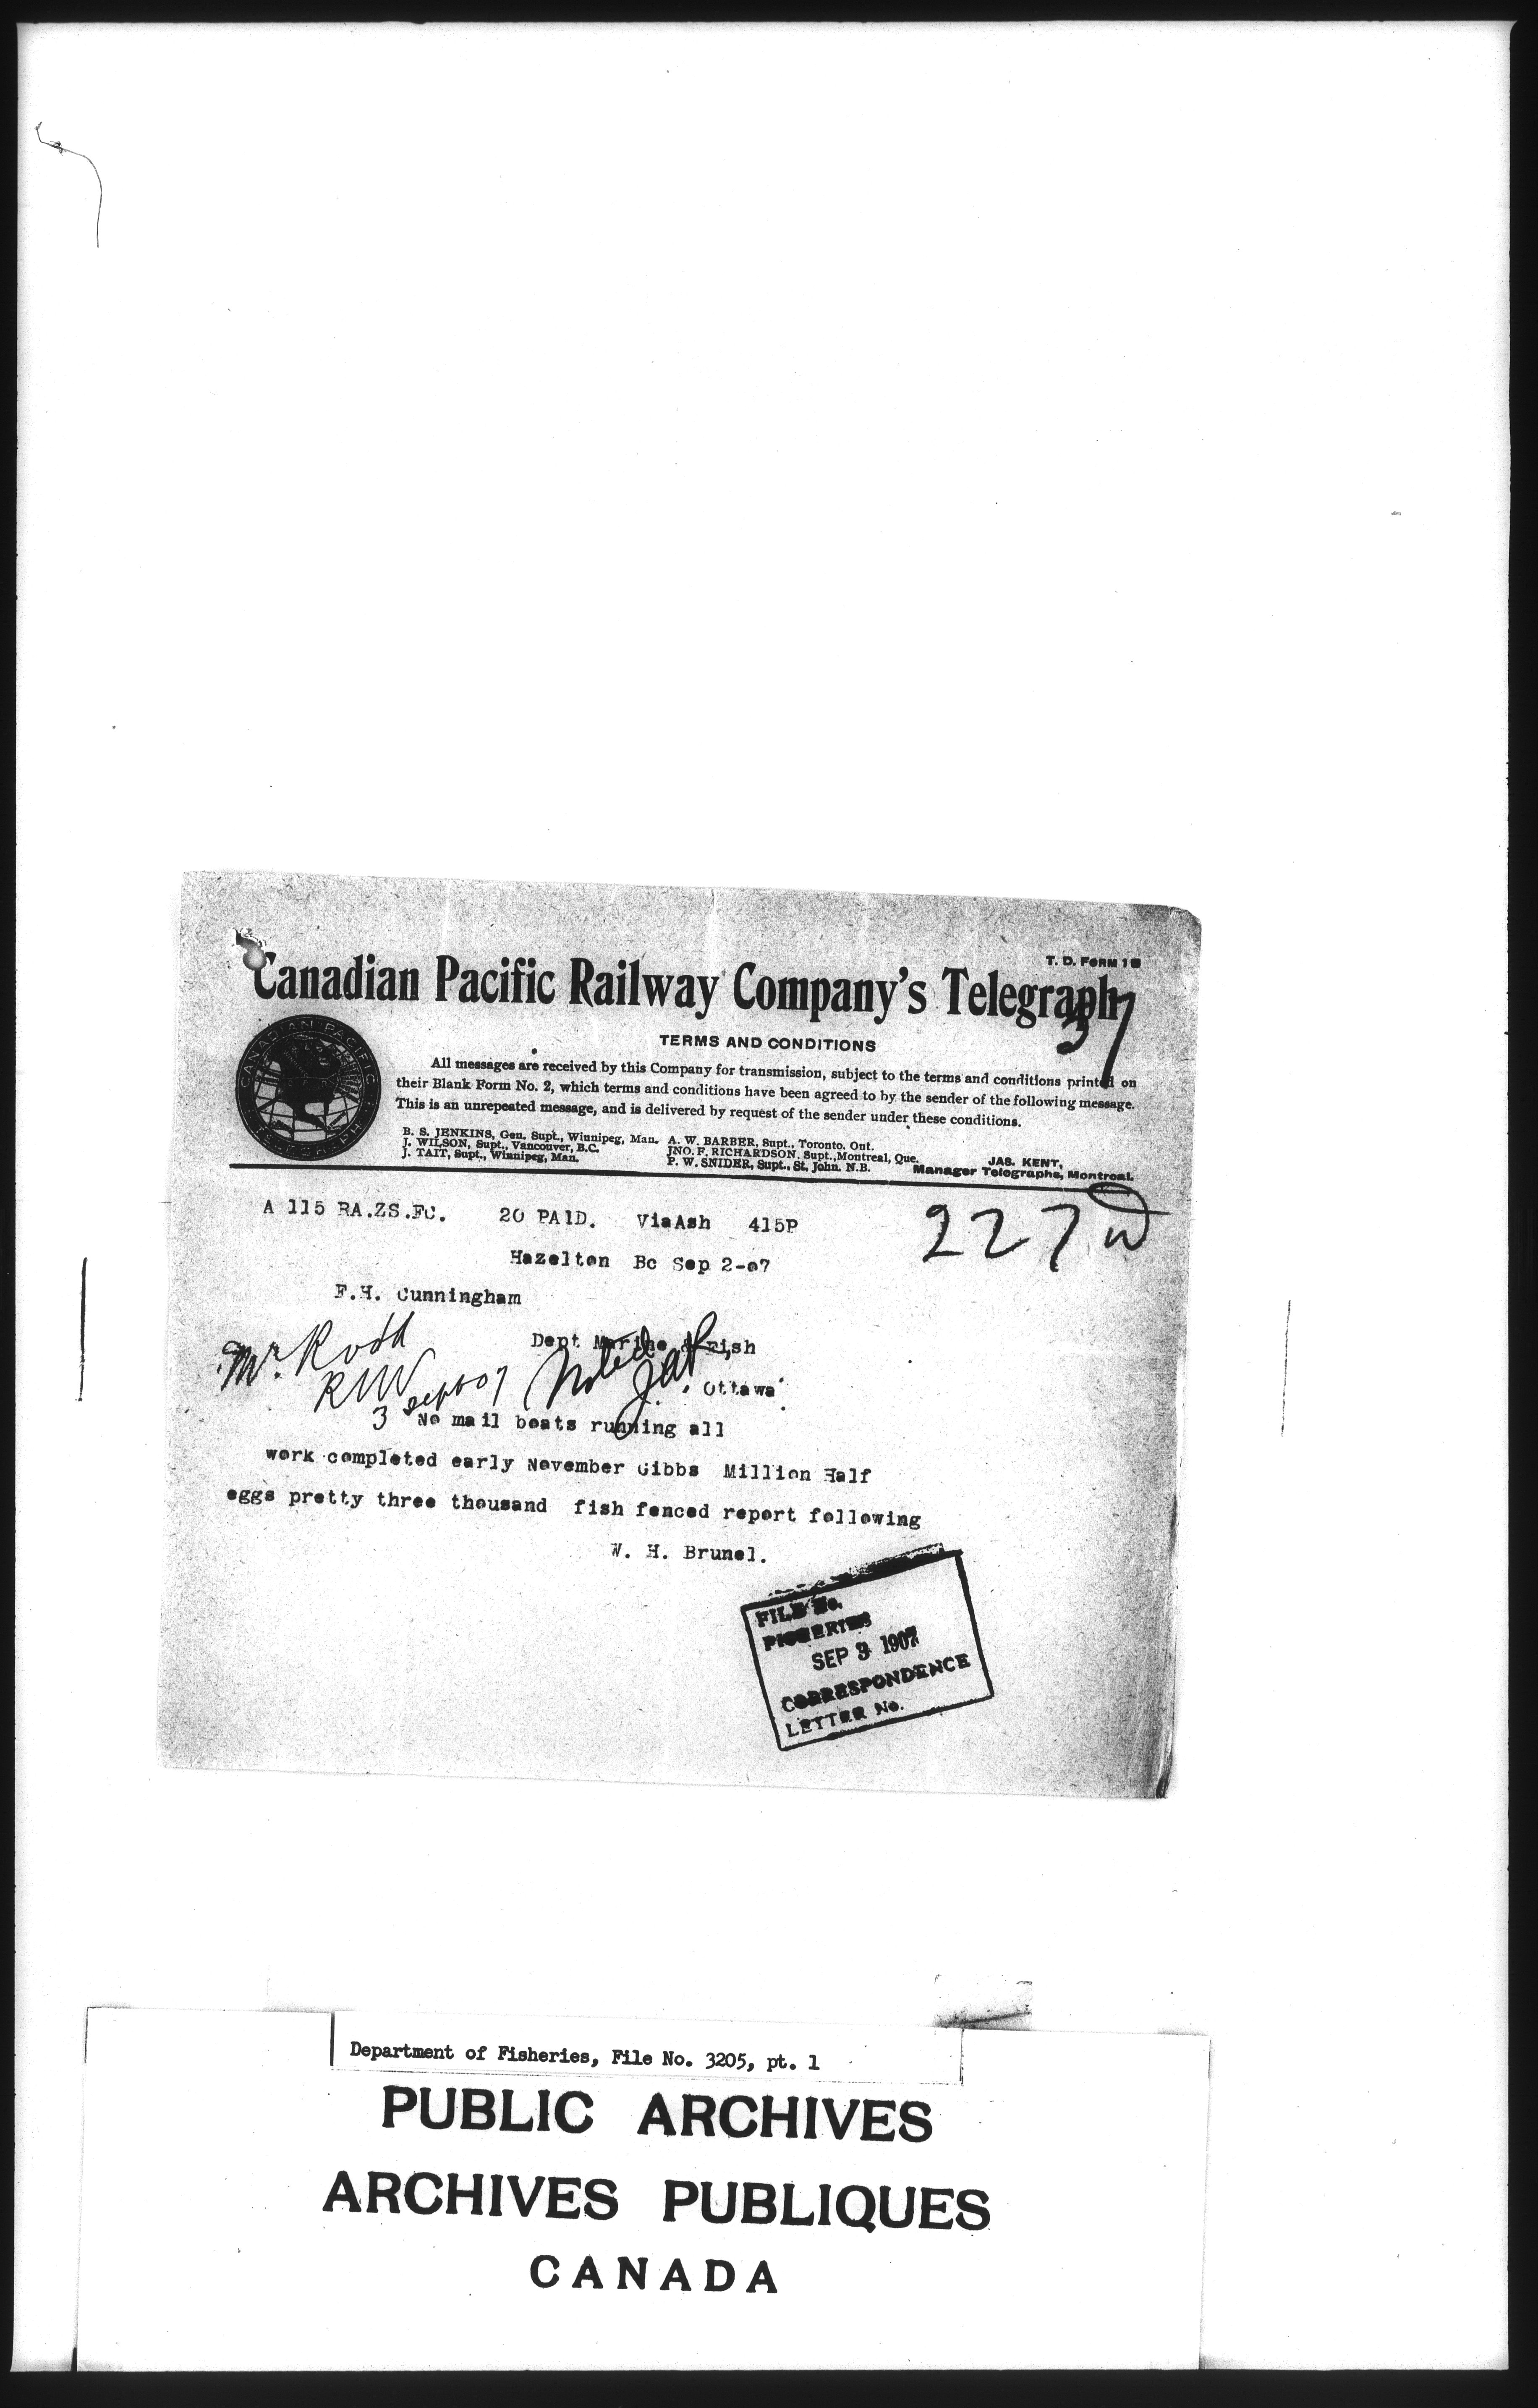 T. D. FORM 1
Canadian Pacific Railway Company's Telegraph
37
TERMS AND CONDITIONS
CANADIAN PACIFIC
All messages are received by this Company for transmission, subject to the terms and conditions printed on
their Blank Form No. 2, which terms and conditions have been agreed to by the sender of the following message.
This is an unrepeated message, and is delivered by request of the sender under these conditions.
B. S. JENKINS, Gen. Supt., Winnipeg, Man. A. W. BARBER, Supt., Toronto. Ont.
J. WILSON, Supt., Vancouver, B.C. JNO. F. RICHARDSON, Supt., Montreal, Que. JAS. KENT,
J. TAIT, Supt., Winnipeg, Man. P. W. SNIDER, Supt., St. John. N.B. Manager Telegraphs, Montreal.
A 115 RA.ZS.FC. 20 PAID. ViaAsh 415P
227
Hazelton Bc Sep 2-07
F.H. Cunningham
Dept Marine & Fish
Mr Rodd
Noted
Ottawa
3 Sept 07
No mail boats running all
work completed early November Gibbs Million Half
eggs pretty three thousand fish fenced report following
W. H. Brunel.
FILE No.
FISHERIES
SEP 3 1907
CORRESPONDENCE
LETTER No.
Department of Fisheries, File No. 3205, pt. 1
PUBLIC ARCHIVES
ARCHIVES PUBLIQUES
CANADA